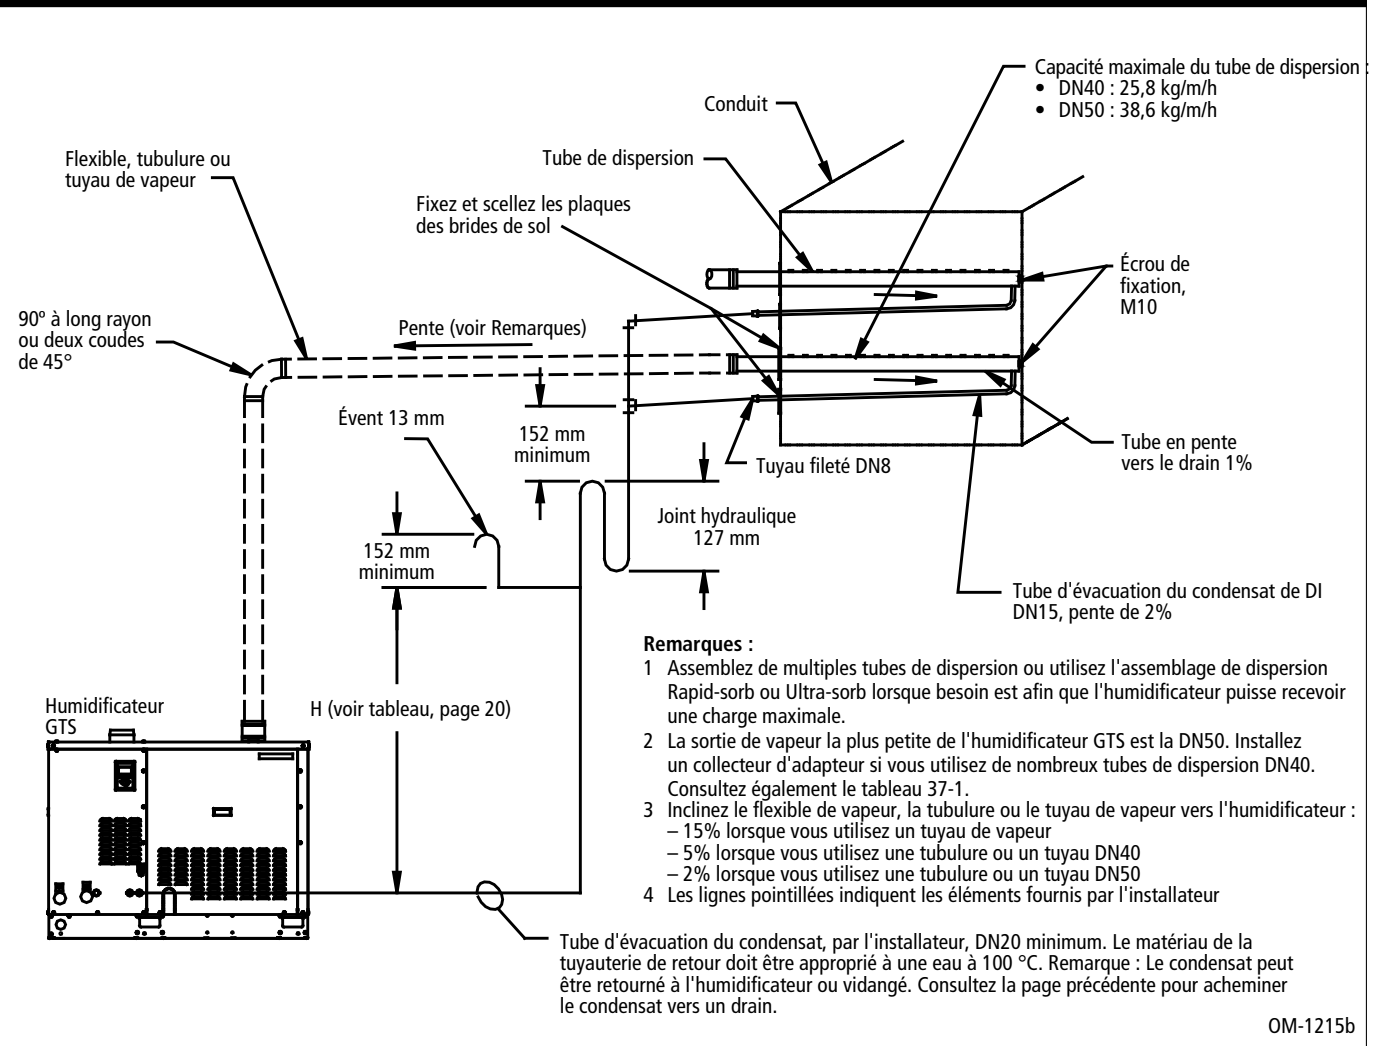 Capacité maximale du tube de dispersion :
• DN40 : 25,8 kg/m/h
• DN50 : 38,6 kg/m/h
Conduit
Tube de dispersion
Flexible, tubulure ou
tuyau de vapeur
Fixez et scellez les plaques
des brides de sol
Écrou de
fixation,
M10
90º à long rayon
ou deux coudes
de 45°
Pente (voir Remarques)
Évent 13 mm
152 mm
minimum
Tuyau fileté DN8
Tube en pente
vers le drain 1%
Joint hydraulique
127 mm
152 mm
minimum
Tube d'évacuation du condensat de DI
DN15, pente de 2%
H (voir tableau, page 20)
Humidificateur
GTS
Remarques :
1 Assemblez de multiples tubes de dispersion ou utilisez l'assemblage de dispersion
Rapid-sorb ou Ultra-sorb lorsque besoin est afin que l'humidificateur puisse recevoir
une charge maximale.
2 La sortie de vapeur la plus petite de l'humidificateur GTS est la DN50. Installez
un collecteur d'adapteur si vous utilisez de nombreux tubes de dispersion DN40.
Consultez également le tableau 37-1.
3 Inclinez le flexible de vapeur, la tubulure ou le tuyau de vapeur vers l'humidificateur :
– 15% lorsque vous utilisez un tuyau de vapeur
– 5% lorsque vous utilisez une tubulure ou un tuyau DN40
– 2% lorsque vous utilisez une tubulure ou un tuyau DN50
4 Les lignes pointillées indiquent les éléments fournis par l'installateur
Tube d'évacuation du condensat, par l'installateur, DN20 minimum. Le matériau de la
tuyauterie de retour doit être approprié à une eau à 100 °C. Remarque : Le condensat peut
être retourné à l'humidificateur ou vidangé. Consultez la page précédente pour acheminer
le condensat vers un drain.
OM-1215b